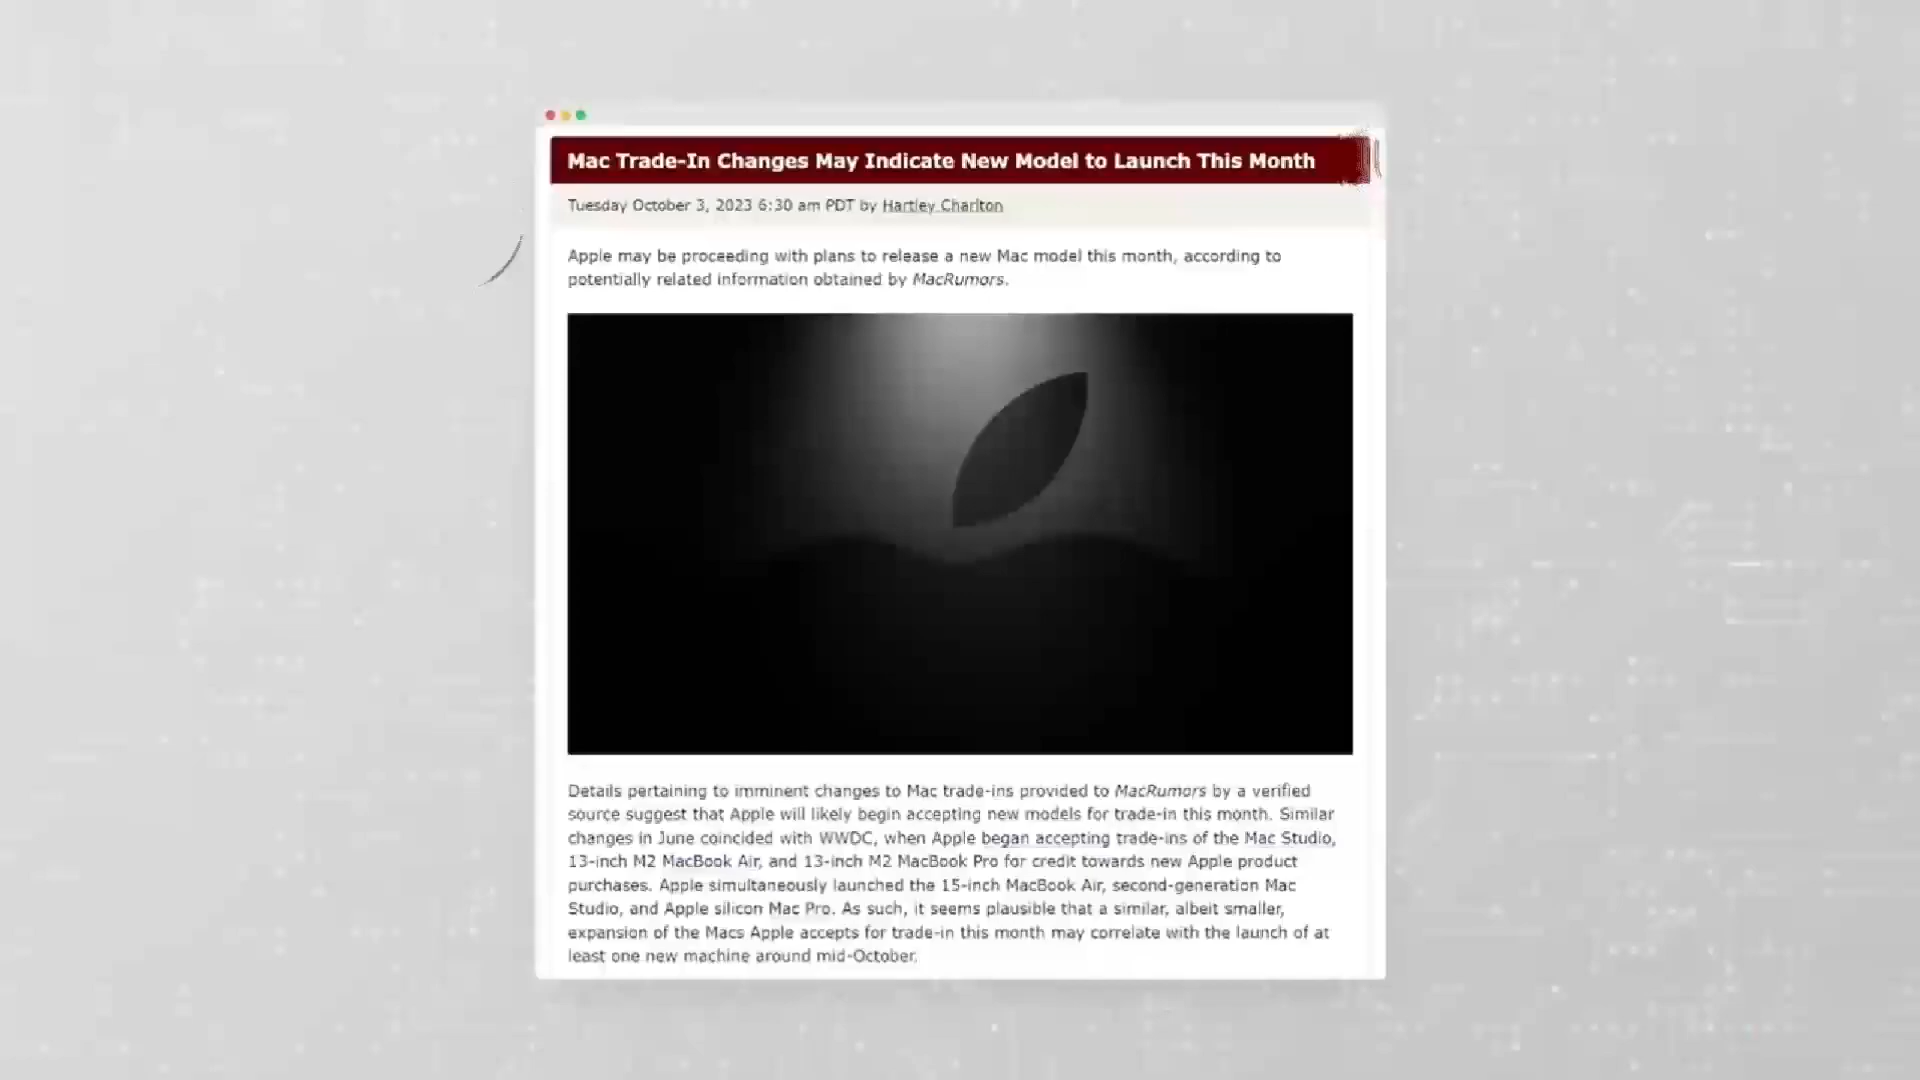 Mac Trade-In Changes May Indicate New Model to Launch This Month
Tuesday October 3, 2023 6:30 am PDT by Hartley Charlton
Apple may be proceeding with plans to release a new Mac model this month, according to
potentially related information obtained by MacRumors.
Details pertaining to imminent changes to Mac trade-ins provided to MacRumors by a verified
source suggest that Apple will likely begin accepting new models for trade-in this month. Similar
changes in June coincided with WWDC, when Apple began accepting trade-ins of the Mac Studio,
13-inch M2 MacBook Air, and 13-inch M2 MacBook Pro for credit towards new Apple product
purchases. Apple simultaneously launched the 15-inch MacBook Air, second-generation Mac
Studio, and Apple silicon Mac Pro. As such, it seems plausible that a similar, albeit smaller,
expansion of the Macs Apple accepts for trade-in this month may correlate with the launch of at
least one new machine around mid-October.